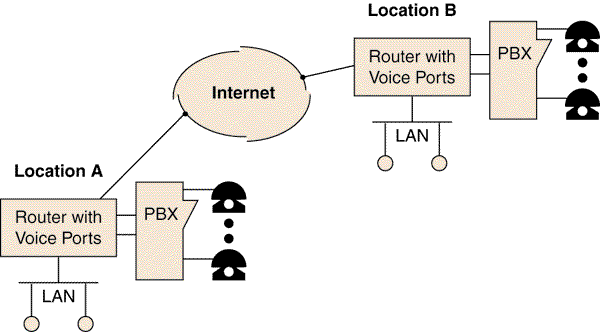 Location B
Router with
Voice Ports
PBX
Internet
LAN
Location A
Router with
Voice Ports
PBX
LAN